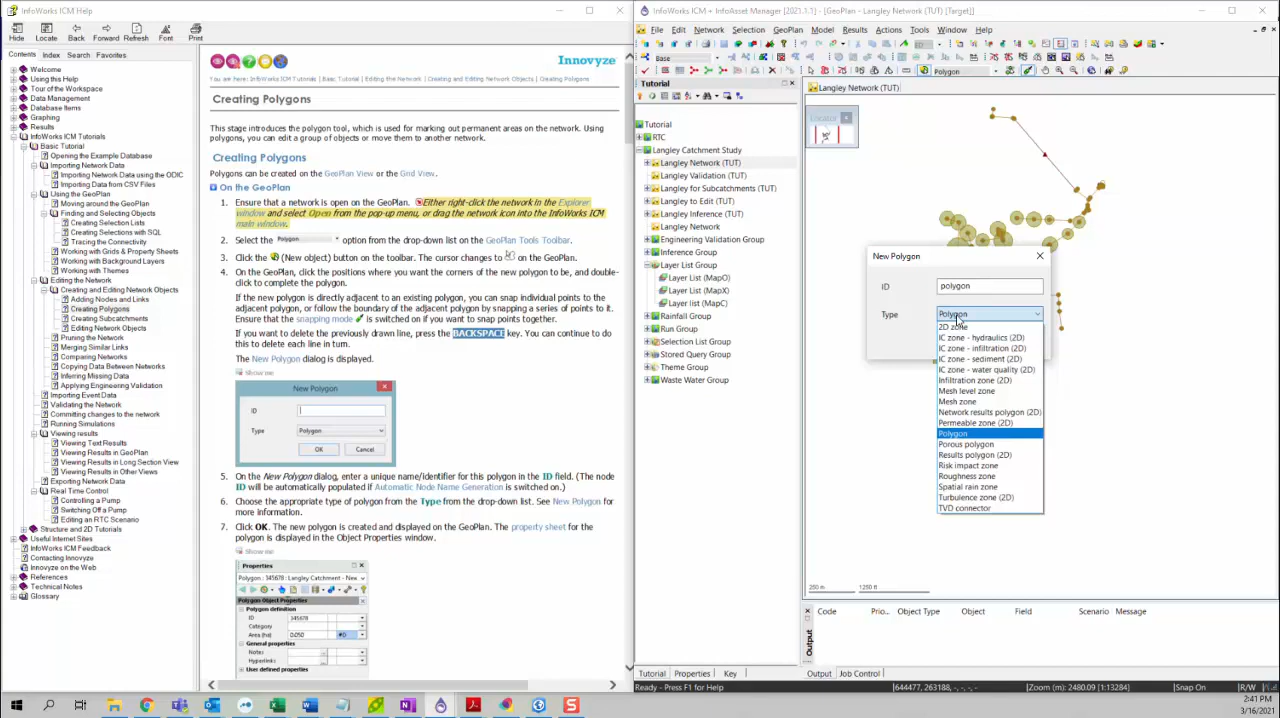 InfoWorks ICM Help
Hide Locate Back Forward Refresh Font Print
Contents Index Search Favorites
Welcome
Using this Help
Tour of the Workspace
Data Management
Database Items
Graphing
Results
InfoWorks ICM Tutorials
Basic Tutorial
Opening the Example Database
Importing Network Data
Importing Network Data using the ODIC
Importing Data from CSV Files
Using the GeoPlan
Moving around the GeoPlan
Finding and Selecting Objects
Creating Selection Lists
Creating Selections with SQL
Tracing the Connectivity
Working with Grids & Property Sheets
Working with Background Layers
Working with Themes
Editing the Network
Creating and Editing Network Objects
Adding Nodes and Links
Creating Polygons
Creating Subcatchments
Editing Network Objects
Pruning and Merging
Merging Similar Links
Comparing Networks
Copying Data Between Networks
Inferring Missing Data
Applying Engineering Validation
Importing Event Data
Validating the Network
Committing changes to the network
Running Simulations
Viewing results
Viewing Text Results
Viewing Results in GeoPlan
Viewing Results in Long Section View
Viewing Results in Other Views
Exporting Network Data
Real Time Control
Controlling a Pump
Switching Off a Pump
Editing an RTC Scenario
Structure and 2D Tutorials
Useful Internet Sites
InfoWorks ICM Feedback
Contacting Innovyze
Innovyze on the Web
References
Technical Notes
Glossary
Innovyze
You are here: InfoWorks ICM Tutorials | Basic Tutorial | Editing the Network | Creating and Editing Network Objects | Creating Polygons
Creating Polygons
This stage introduces the polygon tool, which is used for marking out permanent areas on the network. Using
polygons, you can edit a group of objects or move them to another network.
Creating Polygons
Polygons can be created on the GeoPlan View or the Grid View.
On the GeoPlan
1. Ensure that a network is open on the GeoPlan. Either right-click the network in the Explorer
window and select Open from the pop-up menu, or drag the network icon into the InfoWorks ICM
main window.
2. Select the Polygon option from the drop-down list on the GeoPlan Tools Toolbar.
3. Click the (New object) button on the toolbar. The cursor changes to on the GeoPlan.
4. On the GeoPlan, click the positions where you want the corners of the new polygon to be, and double-
click to complete the polygon.
If the new polygon is directly adjacent to an existing polygon, you can snap individual points to the
adjacent polygon, or follow the boundary of the adjacent polygon by snapping a series of points to it.
Ensure that the snapping mode is switched on if you want to snap points together.
If you want to delete the previously drawn line, press the BACKSPACE key. You can continue to do
this to delete each line in turn.
The New Polygon dialog is displayed.
Show me
New Polygon
ID
Type Polygon
OK Cancel
5. On the New Polygon dialog, enter a unique name/identifier for this polygon in the ID field. (The node
ID will be automatically populated if Automatic Node Name Generation is switched on.)
6. Choose the appropriate type of polygon from the Type from the drop-down list. See New Polygon for
more information.
7. Click OK. The new polygon is created and displayed on the GeoPlan. The property sheet for the
polygon is displayed in the Object Properties window.
Show me
Properties
Polygon : 345678 : Langley Catchment - New
Polygon Object Properties
Polygon definition
ID 345678
Category
Area (ha) 0.050 #D
General properties
Notes
Hyperlinks
User defined properties
InfoWorks ICM + InfoAsset Manager [2021.1.1] - [GeoPlan - Langley Network (TUT) [Target]]
File Edit Network Selection GeoPlan Model Results Actions Tools Window Help
Base
Polygon
Tutorial
Tutorial
RTC
Langley Catchment Study
Langley Network (TUT)
Langley Validation (TUT)
Langley for Subcatchments (TUT)
Langley to Edit (TUT)
Langley Inference (TUT)
Langley Network
Engineering Validation Group
Inference Group
Layer List Group
Layer List (MapO)
Layer List (MapX)
Layer list (MapC)
Rainfall Group
Run Group
Selection List Group
Stored Query Group
Theme Group
Waste Water Group
Tutorial Properties Key
Langley Network (TUT)
Locator
New Polygon
ID polygon
Type Polygon
2D zone
IC zone - hydraulics (2D)
IC zone - infiltration (2D)
IC zone - sediment (2D)
IC zone - water quality (2D)
Infiltration zone (2D)
Mesh level zone
Mesh zone
Network results polygon (2D)
Permeable zone (2D)
Polygon
Porous polygon
Results polygon (2D)
Risk impact zone
Roughness zone
Spatial rain zone
Turbulence zone (2D)
TVD connector
250 m 1250 ft
Code Prio... Object Type Object Field Scenario Message
Output
Output Job Control
Ready - Press F1 for Help
644477, 263188, -, -, -, - Zoom (m): 2480.09 (1:13284) Snap On R/W
2:41 PM
3/16/2021